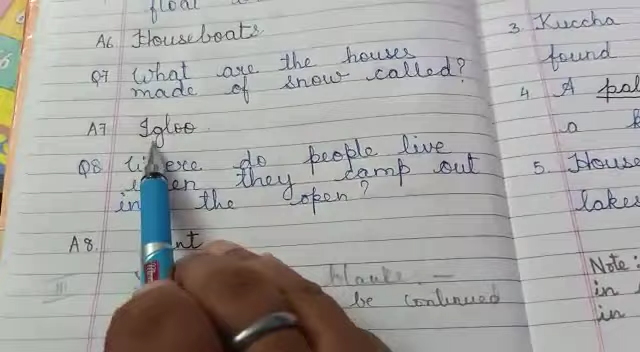 float
A6 Houseboats.
Q7 What are the houses
made of snow called?
A7 Igloo.
Q8 Where do people live
when they camp out
in the open?
A8.
be continued
3. Kuccha
found
4. A
a
5. House
lakes
Note:
in
in